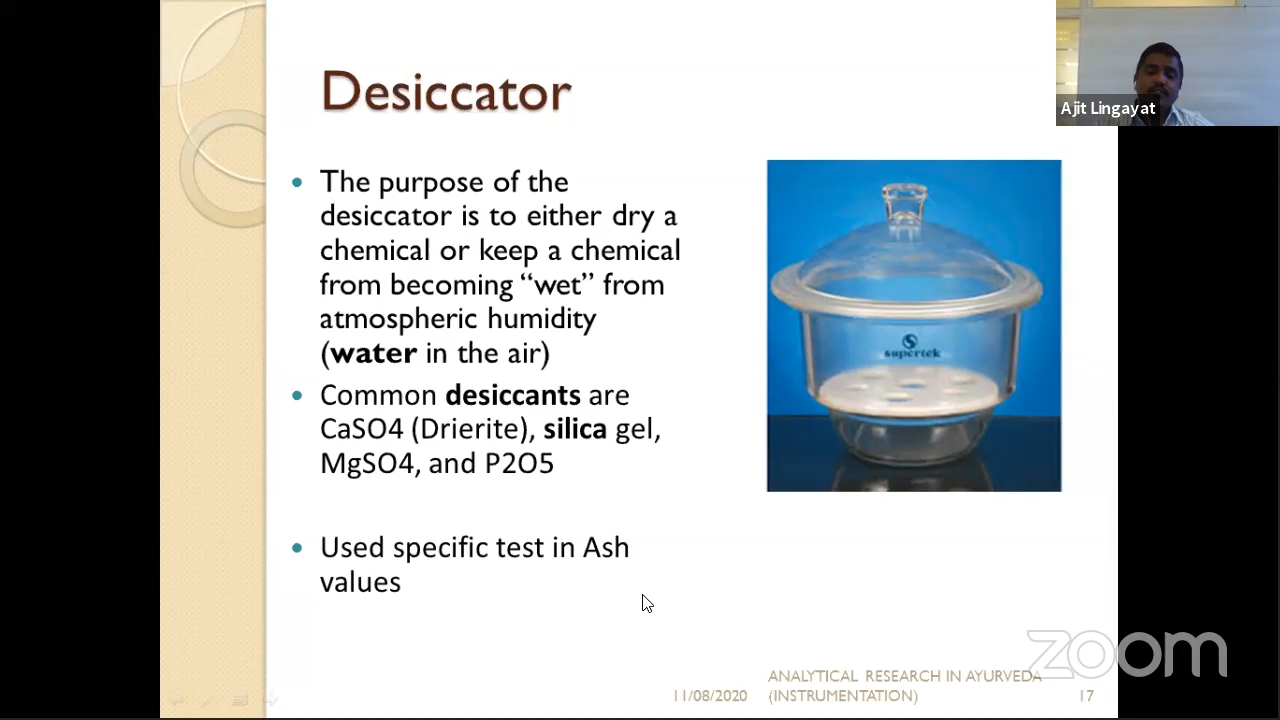 Desiccator
Ajit Lingayat
The purpose of the
desiccator is to either dry a
chemical or keep a chemical
from becoming “wet” from
atmospheric humidity
(water in the air)
Common desiccants are
CaSO4 (Drierite), silica gel,
MgSO4, and P2O5
Used specific test in Ash
values
supertek
zoom
11/08/2020
ANALYTICAL RESEARCH IN AYURVEDA
(INSTRUMENTATION)
17